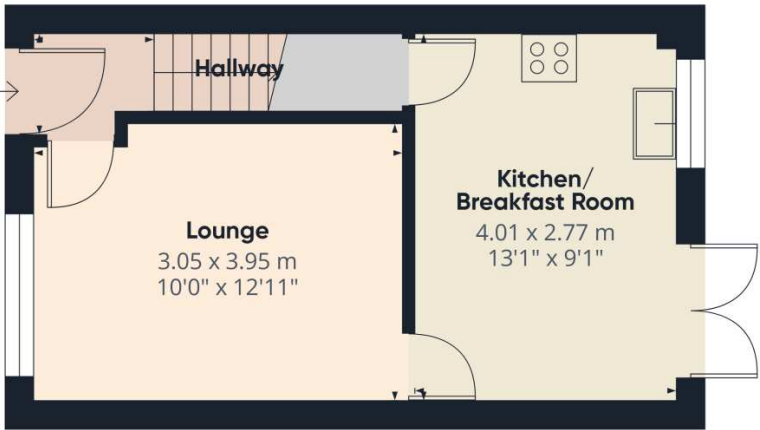 Hallway
Kitchen/
Breakfast Room
4.01 x 2.77 m
13'1" x 9'1"
Lounge
3.05 x 3.95 m
10'0" x 12'11"